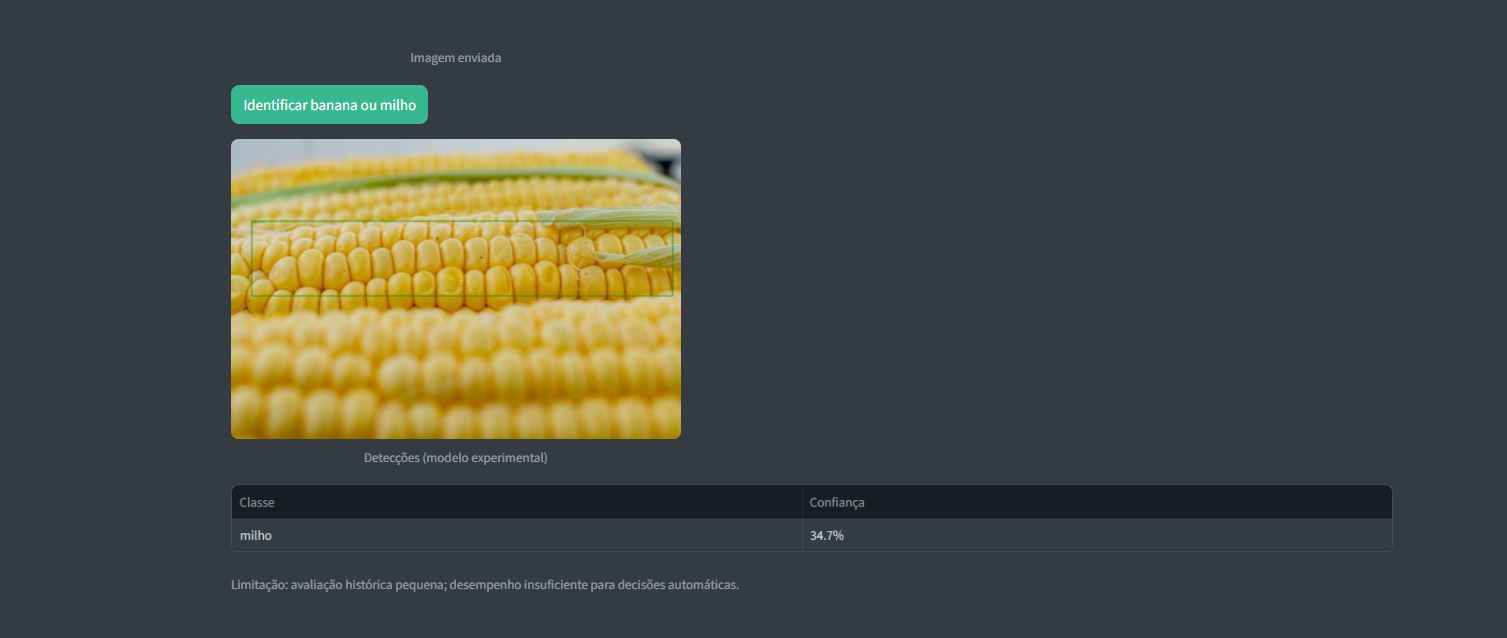 Imagem enviada
Identificar banana ou milho
Detecções (modelo experimental)
Classe Confiança
milho 34.7%
Limitação: avaliação histórica pequena; desempenho insuficiente para decisões automáticas.